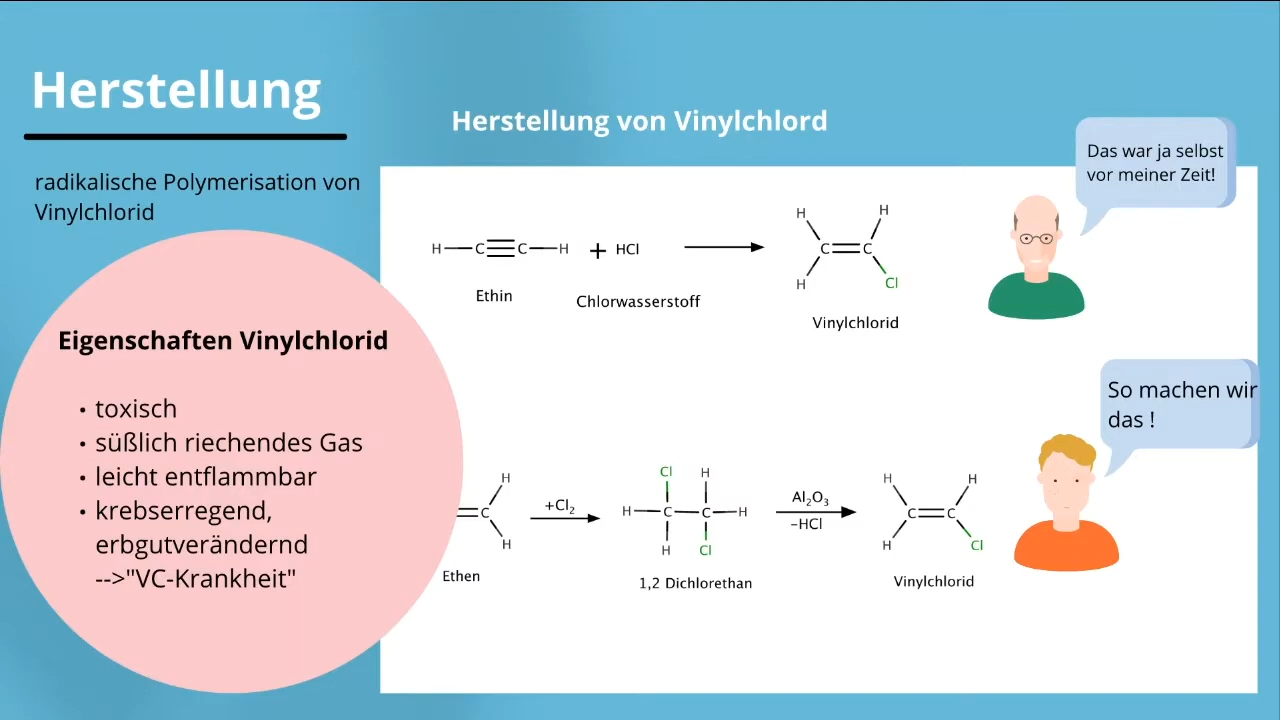 Herstellung
radikalische Polymerisation von
Vinylchlorid
Eigenschaften Vinylchlorid
• toxisch
• süßlich riechendes Gas
• leicht entflammbar
• krebserregend,
erbgutverändernd
-->"VC-Krankheit"
Herstellung von Vinylchlord
H C C H + HCl
Ethin
Chlorwasserstoff
H H
C C
H Cl
Vinylchlorid
Das war ja selbst
vor meiner Zeit!
H
C
H
Ethen
+Cl₂
Cl H
H C C H
H Cl
1,2 Dichlorethan
Al₂O₃
–HCl
H H
C C
H Cl
Vinylchlorid
So machen wir
das !